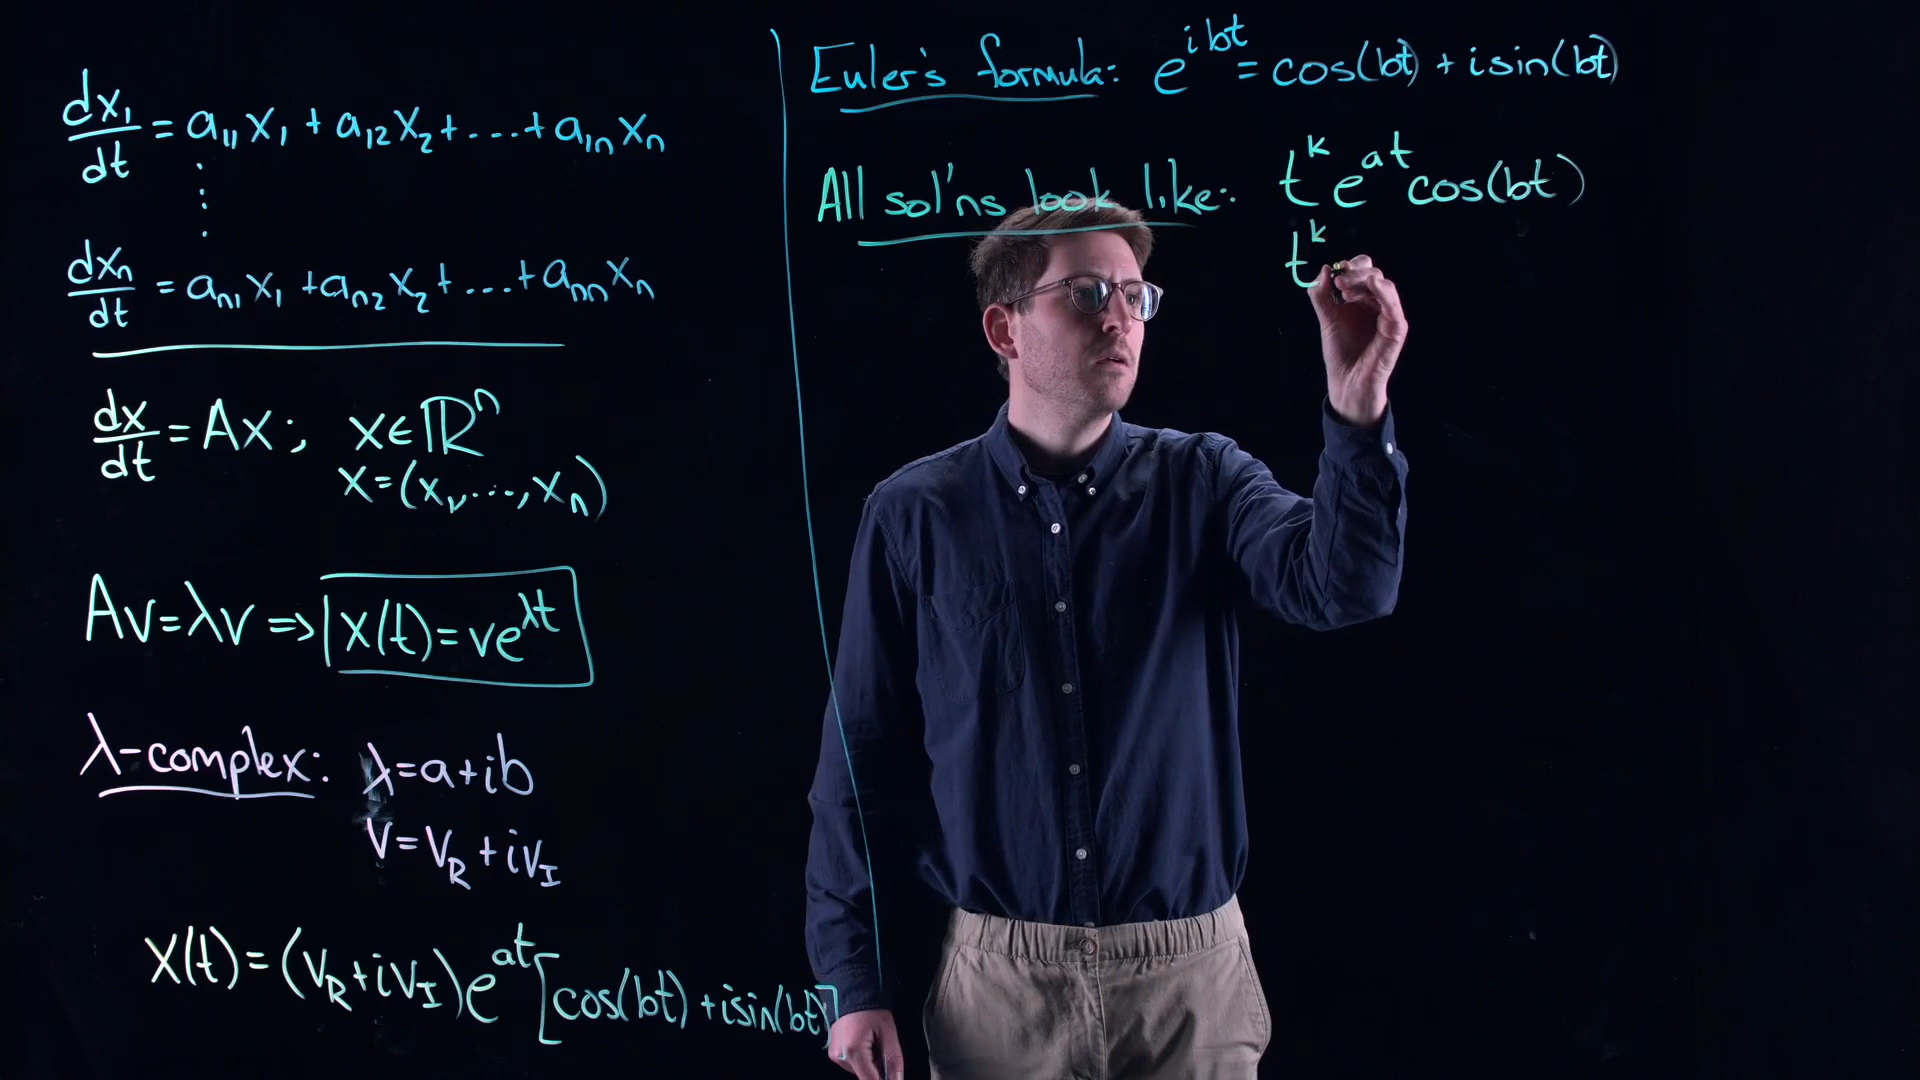 dx₁/dt = a₁₁x₁ + a₁₂x₂ + .... + a₁ₙxₙ
⋮
dxₙ/dt = aₙ₁x₁ + aₙ₂x₂ + .... + aₙₙxₙ
dx/dt = Ax ; x ∈ ℝⁿ
x = (x₁, ...., xₙ)
Av = λv ⇒ x(t) = ve^λt
λ-complex: λ = a + ib
v = v_R + iv_I
x(t) = (v_R + iv_I)e^at [cos(bt) + isin(bt)]
Euler's formula: e^ibt = cos(bt) + isin(bt)
All sol'ns look like: t^k e^at cos(bt)
t^k